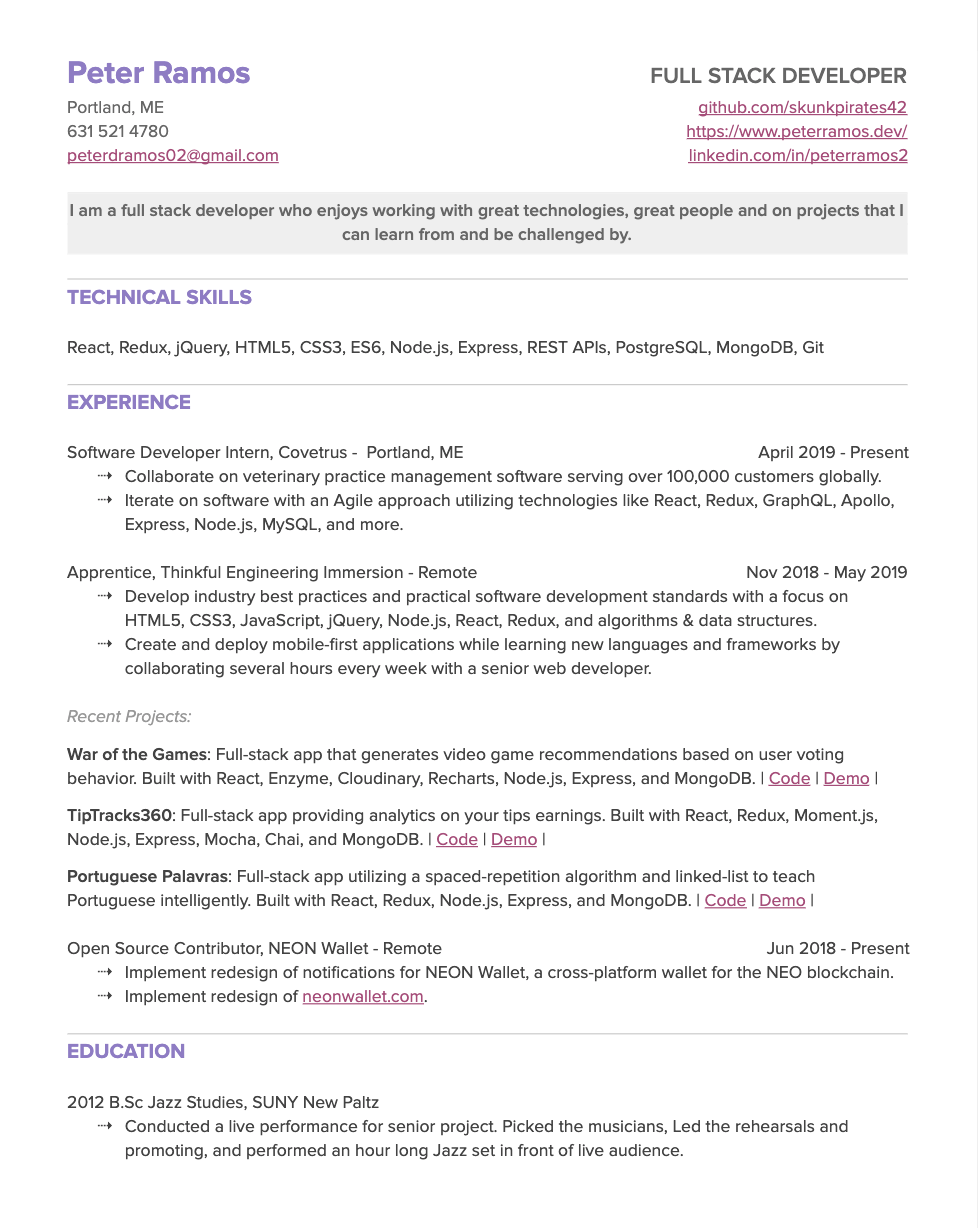 Peter Ramos
FULL STACK DEVELOPER
Portland, ME
github.com/skunkpirates42
631 521 4780
https://www.peterramos.dev/
peterdramos02@gmail.com
linkedin.com/in/peterramos2
I am a full stack developer who enjoys working with great technologies, great people and on projects that I
can learn from and be challenged by.
TECHNICAL SKILLS
React, Redux, jQuery, HTML5, CSS3, ES6, Node.js, Express, REST APIs, PostgreSQL, MongoDB, Git
EXPERIENCE
Software Developer Intern, Covetrus -  Portland, ME
April 2019 - Present
⤑ Collaborate on veterinary practice management software serving over 100,000 customers globally.
⤑ Iterate on software with an Agile approach utilizing technologies like React, Redux, GraphQL, Apollo,
Express, Node.js, MySQL, and more.
Apprentice, Thinkful Engineering Immersion - Remote
Nov 2018 - May 2019
⤑ Develop industry best practices and practical software development standards with a focus on
HTML5, CSS3, JavaScript, jQuery, Node.js, React, Redux, and algorithms & data structures.
⤑ Create and deploy mobile-first applications while learning new languages and frameworks by
collaborating several hours every week with a senior web developer.
Recent Projects:
War of the Games: Full-stack app that generates video game recommendations based on user voting
behavior. Built with React, Enzyme, Cloudinary, Recharts, Node.js, Express, and MongoDB. | Code | Demo |
TipTracks360: Full-stack app providing analytics on your tips earnings. Built with React, Redux, Moment.js,
Node.js, Express, Mocha, Chai, and MongoDB. | Code | Demo |
Portuguese Palavras: Full-stack app utilizing a spaced-repetition algorithm and linked-list to teach
Portuguese intelligently. Built with React, Redux, Node.js, Express, and MongoDB. | Code | Demo |
Open Source Contributor, NEON Wallet - Remote
Jun 2018 - Present
⤑ Implement redesign of notifications for NEON Wallet, a cross-platform wallet for the NEO blockchain.
⤑ Implement redesign of neonwallet.com.
EDUCATION
2012 B.Sc Jazz Studies, SUNY New Paltz
⤑ Conducted a live performance for senior project. Picked the musicians, Led the rehearsals and
promoting, and performed an hour long Jazz set in front of live audience.